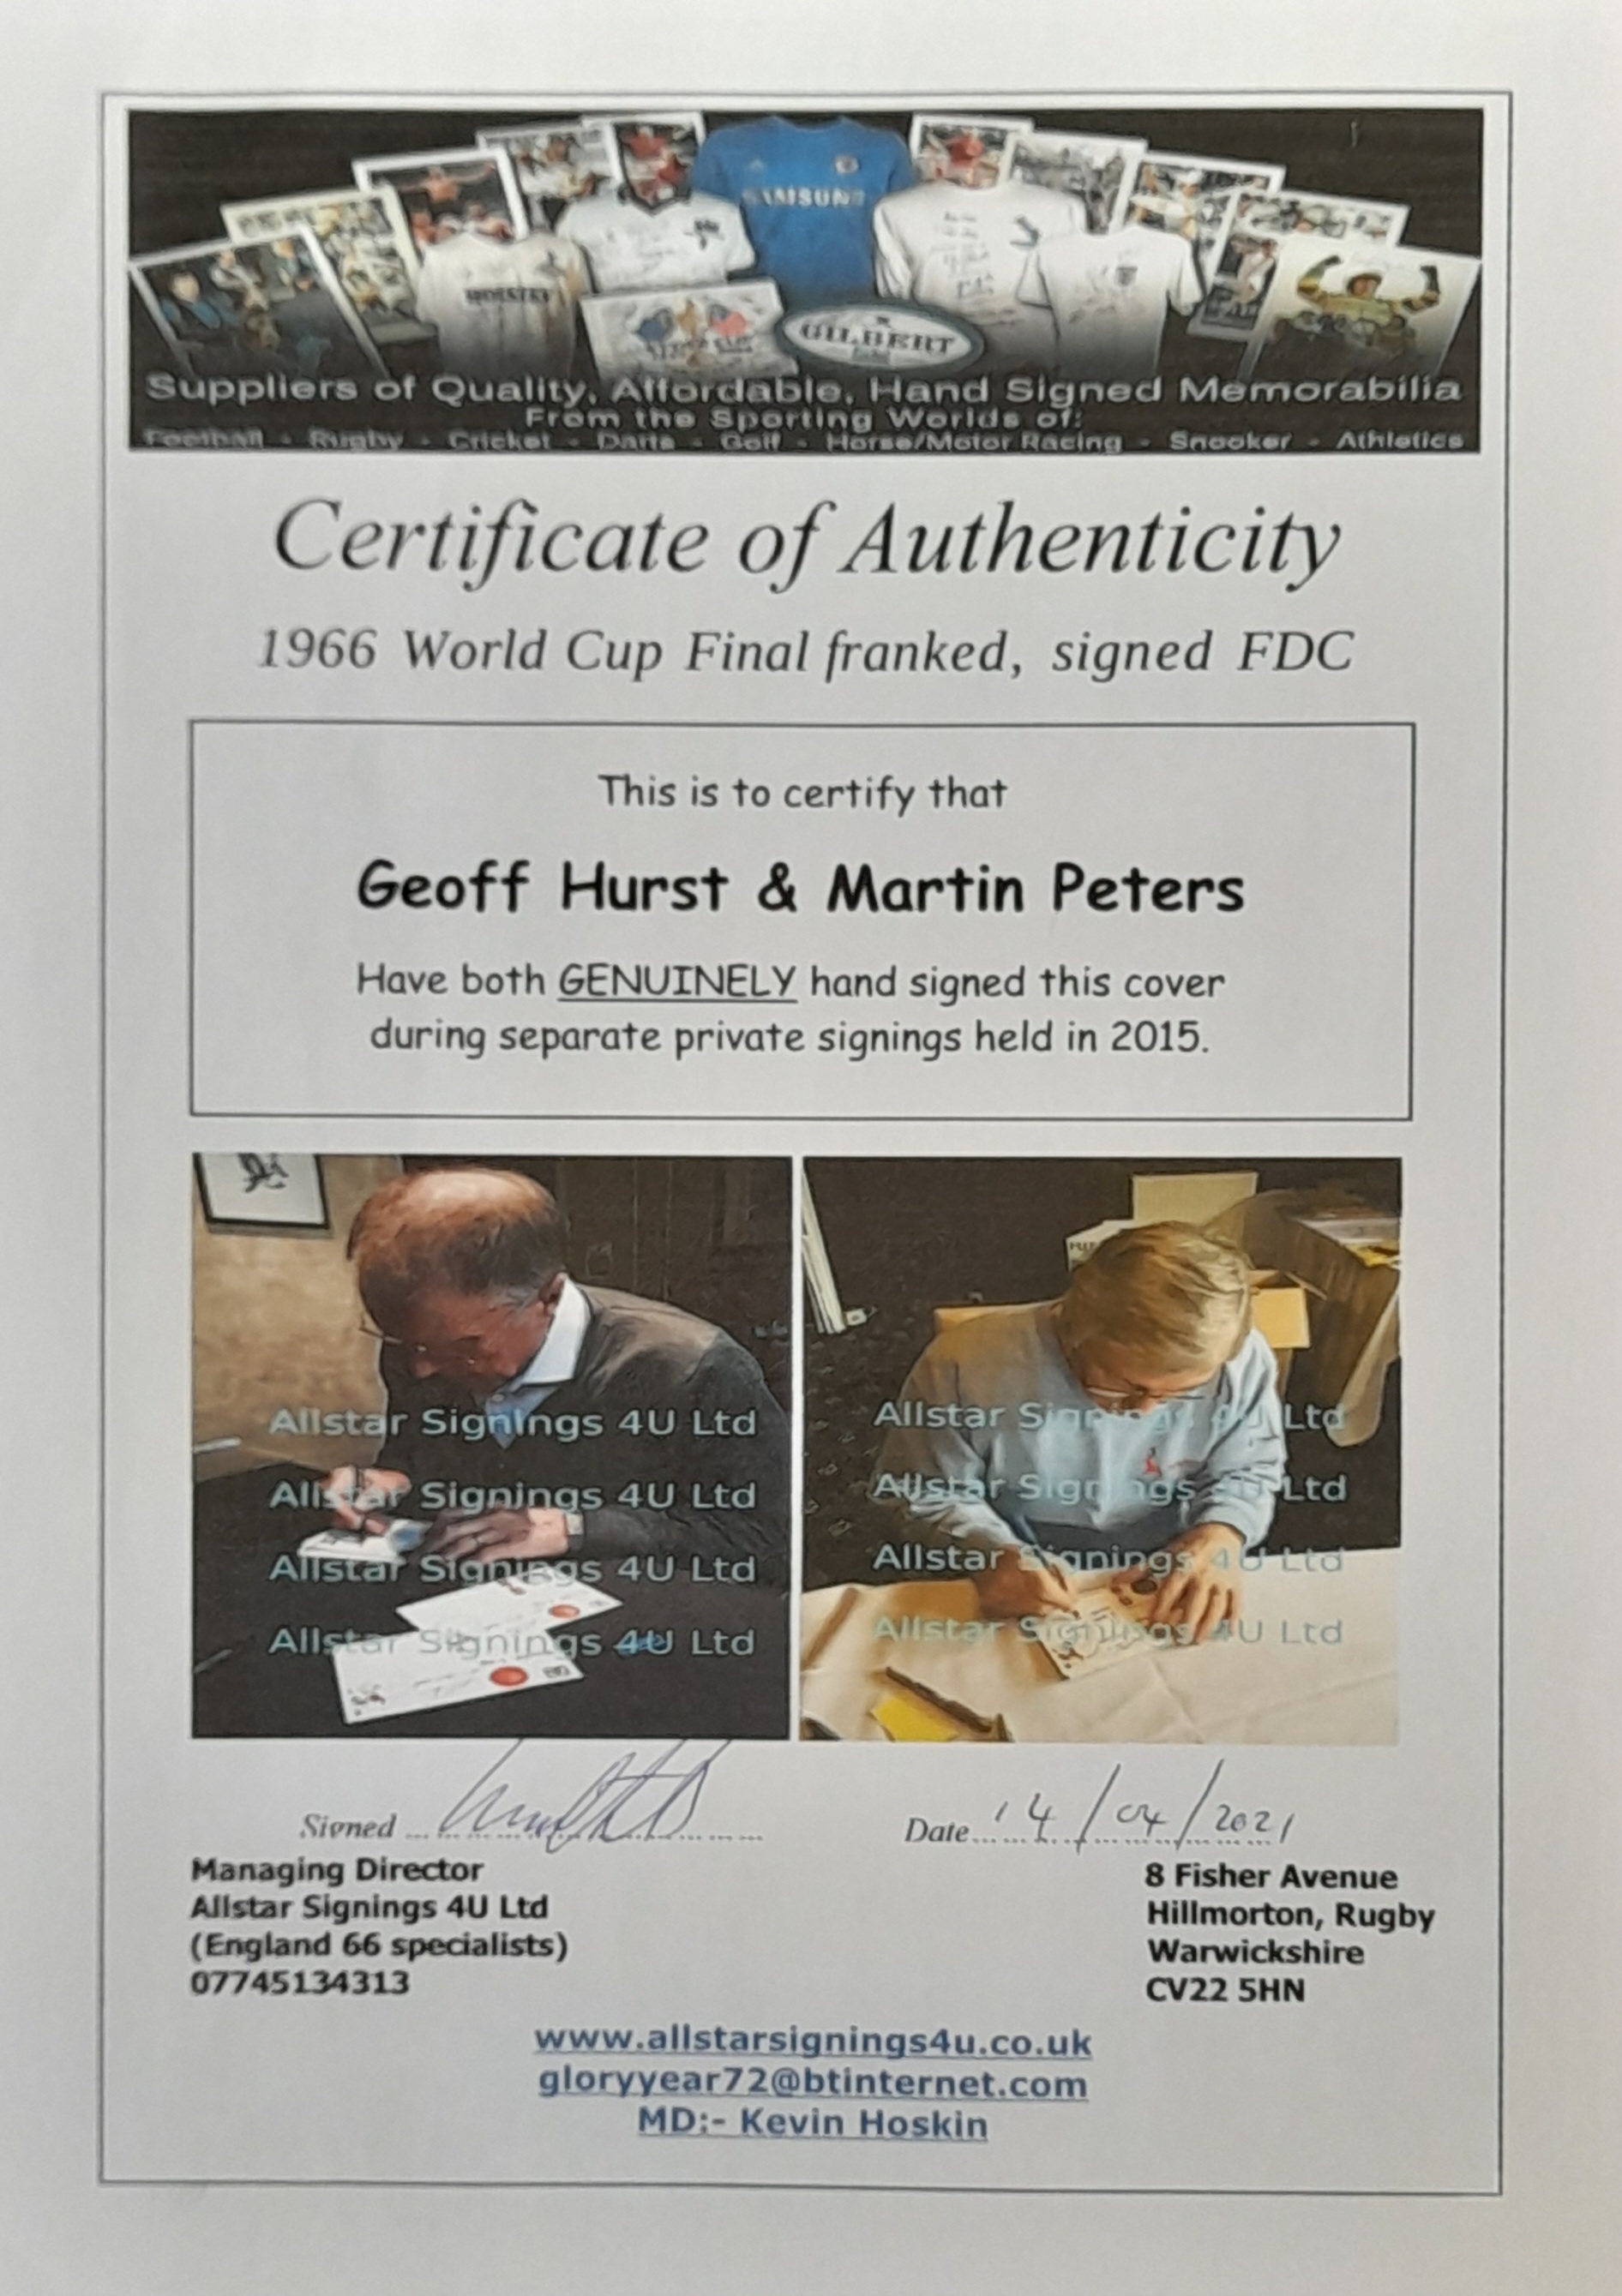 SAMSUNG
GILBERT
Suppliers of Quality, Affordable, Hand Signed Memorabilia
From the Sporting Worlds of:
Football - Rugby - Cricket - Darts - Golf - Horse/Motor Racing - Snooker - Athletics
Certificate of Authenticity
1966 World Cup Final franked, signed FDC
This is to certify that
Geoff Hurst & Martin Peters
Have both GENUINELY hand signed this cover
during separate private signings held in 2015.
Allstar Signings 4U Ltd
Allstar Signings 4U Ltd
Allstar Signings 4U Ltd
Allstar Signings 4U Ltd
Allstar Signings 4U Ltd
Allstar Signings 4U Ltd
Allstar Signings 4U Ltd
Allstar Signings 4U Ltd
Signed
Date 14/04/2021
Managing Director
Allstar Signings 4U Ltd
(England 66 specialists)
07745134313
8 Fisher Avenue
Hillmorton, Rugby
Warwickshire
CV22 5HN
www.allstarsignings4u.co.uk
gloryyear72@btinternet.com
MD:- Kevin Hoskin